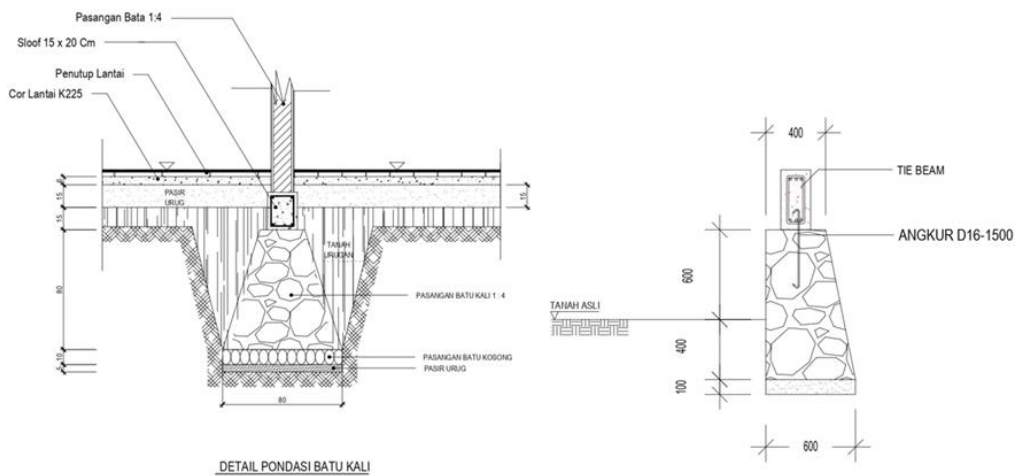 Pasangan Bata 1:4
Sloof 15 x 20 Cm
Penutup Lantai
Cor Lantai K225
PASIR
URUG
TANAH
URUGAN
PASANGAN BATU KALI 1 : 4
PASANGAN BATU KOSONG
PASIR URUG
5
15
15
80
10
5
15
80
DETAIL PONDASI BATU KALI
400
TIE BEAM
ANGKUR D16-1500
600
TANAH ASLI
400
100
600